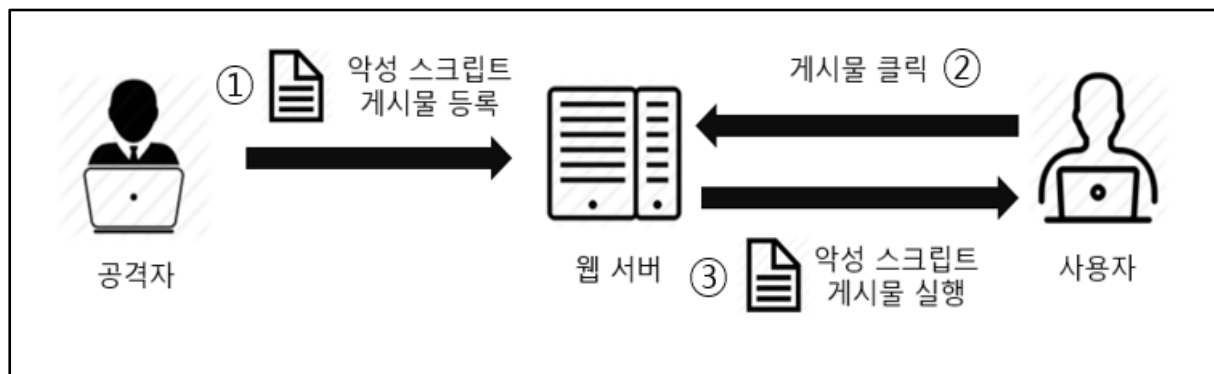 ①
악성 스크립트
게시물 등록
게시물 클릭 ②
공격자
웹 서버
③
악성 스크립트
게시물 실행
사용자